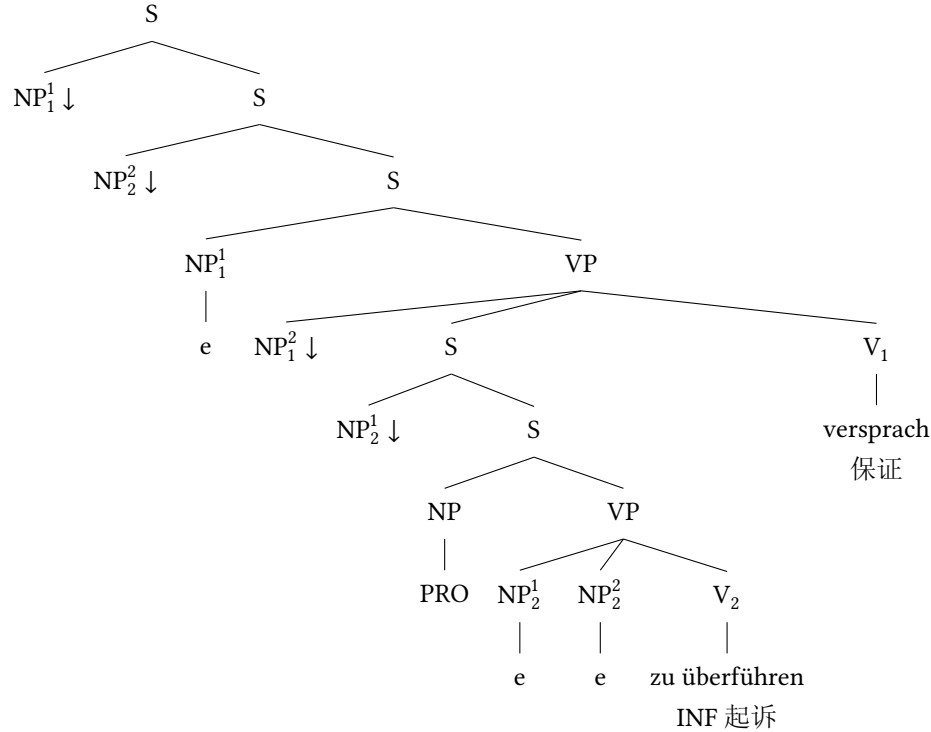 S
NP₁¹↓ S
NP₂²↓ S
NP₁¹ VP
e NP₁²↓ S V₁
NP₂¹↓ S versprach
保证
NP VP
PRO NP₂¹ NP₂² V₂
e e zu überführen
INF 起诉